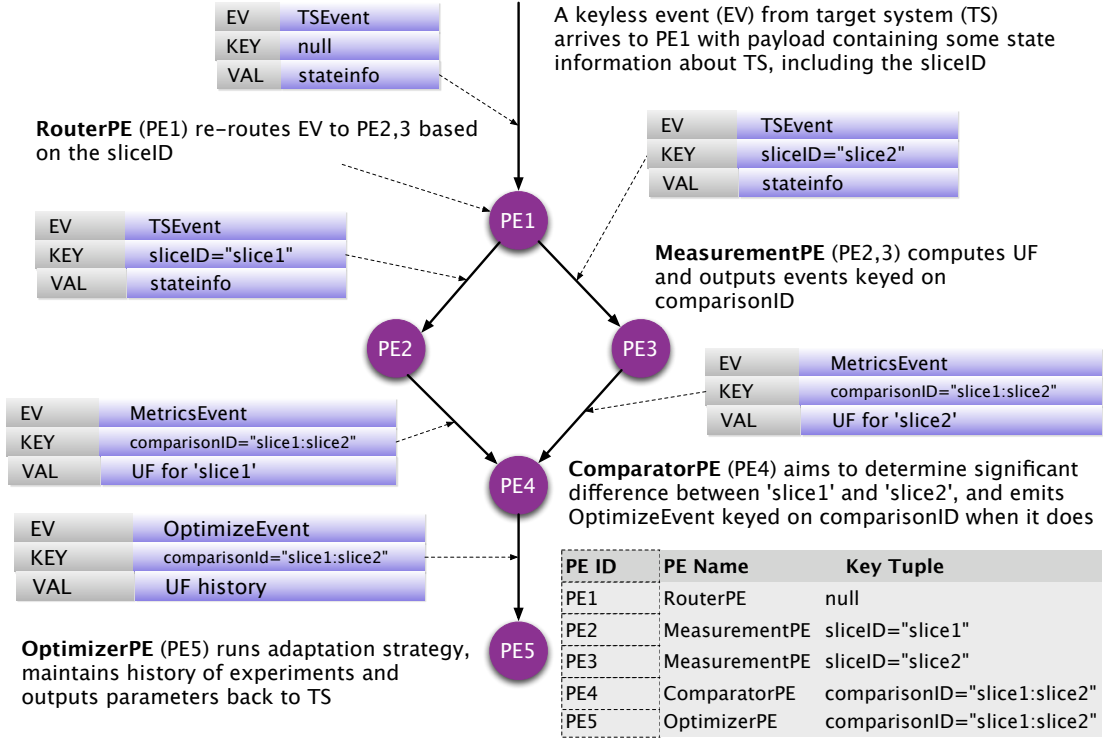 EV TSEvent
KEY null
VAL stateinfo
A keyless event (EV) from target system (TS)
arrives to PE1 with payload containing some state
information about TS, including the sliceID
RouterPE (PE1) re-routes EV to PE2,3 based
on the sliceID
EV TSEvent
KEY sliceID="slice2"
VAL stateinfo
PE1
EV TSEvent
KEY sliceID="slice1"
VAL stateinfo
MeasurementPE (PE2,3) computes UF
and outputs events keyed on
comparisonID
PE2
PE3
EV MetricsEvent
KEY comparisonID="slice1:slice2"
VAL UF for 'slice2'
EV MetricsEvent
KEY comparisonID="slice1:slice2"
VAL UF for 'slice1'
PE4
ComparatorPE (PE4) aims to determine significant
difference between 'slice1' and 'slice2', and emits
OptimizeEvent keyed on comparisonID when it does
EV OptimizeEvent
KEY comparisonId="slice1:slice2"
VAL UF history
PE5
OptimizerPE (PE5) runs adaptation strategy,
maintains history of experiments and
outputs parameters back to TS
PE ID PE Name Key Tuple
PE1 RouterPE null
PE2 MeasurementPE sliceID="slice1"
PE3 MeasurementPE sliceID="slice2"
PE4 ComparatorPE comparisonID="slice1:slice2"
PE5 OptimizerPE comparisonID="slice1:slice2"